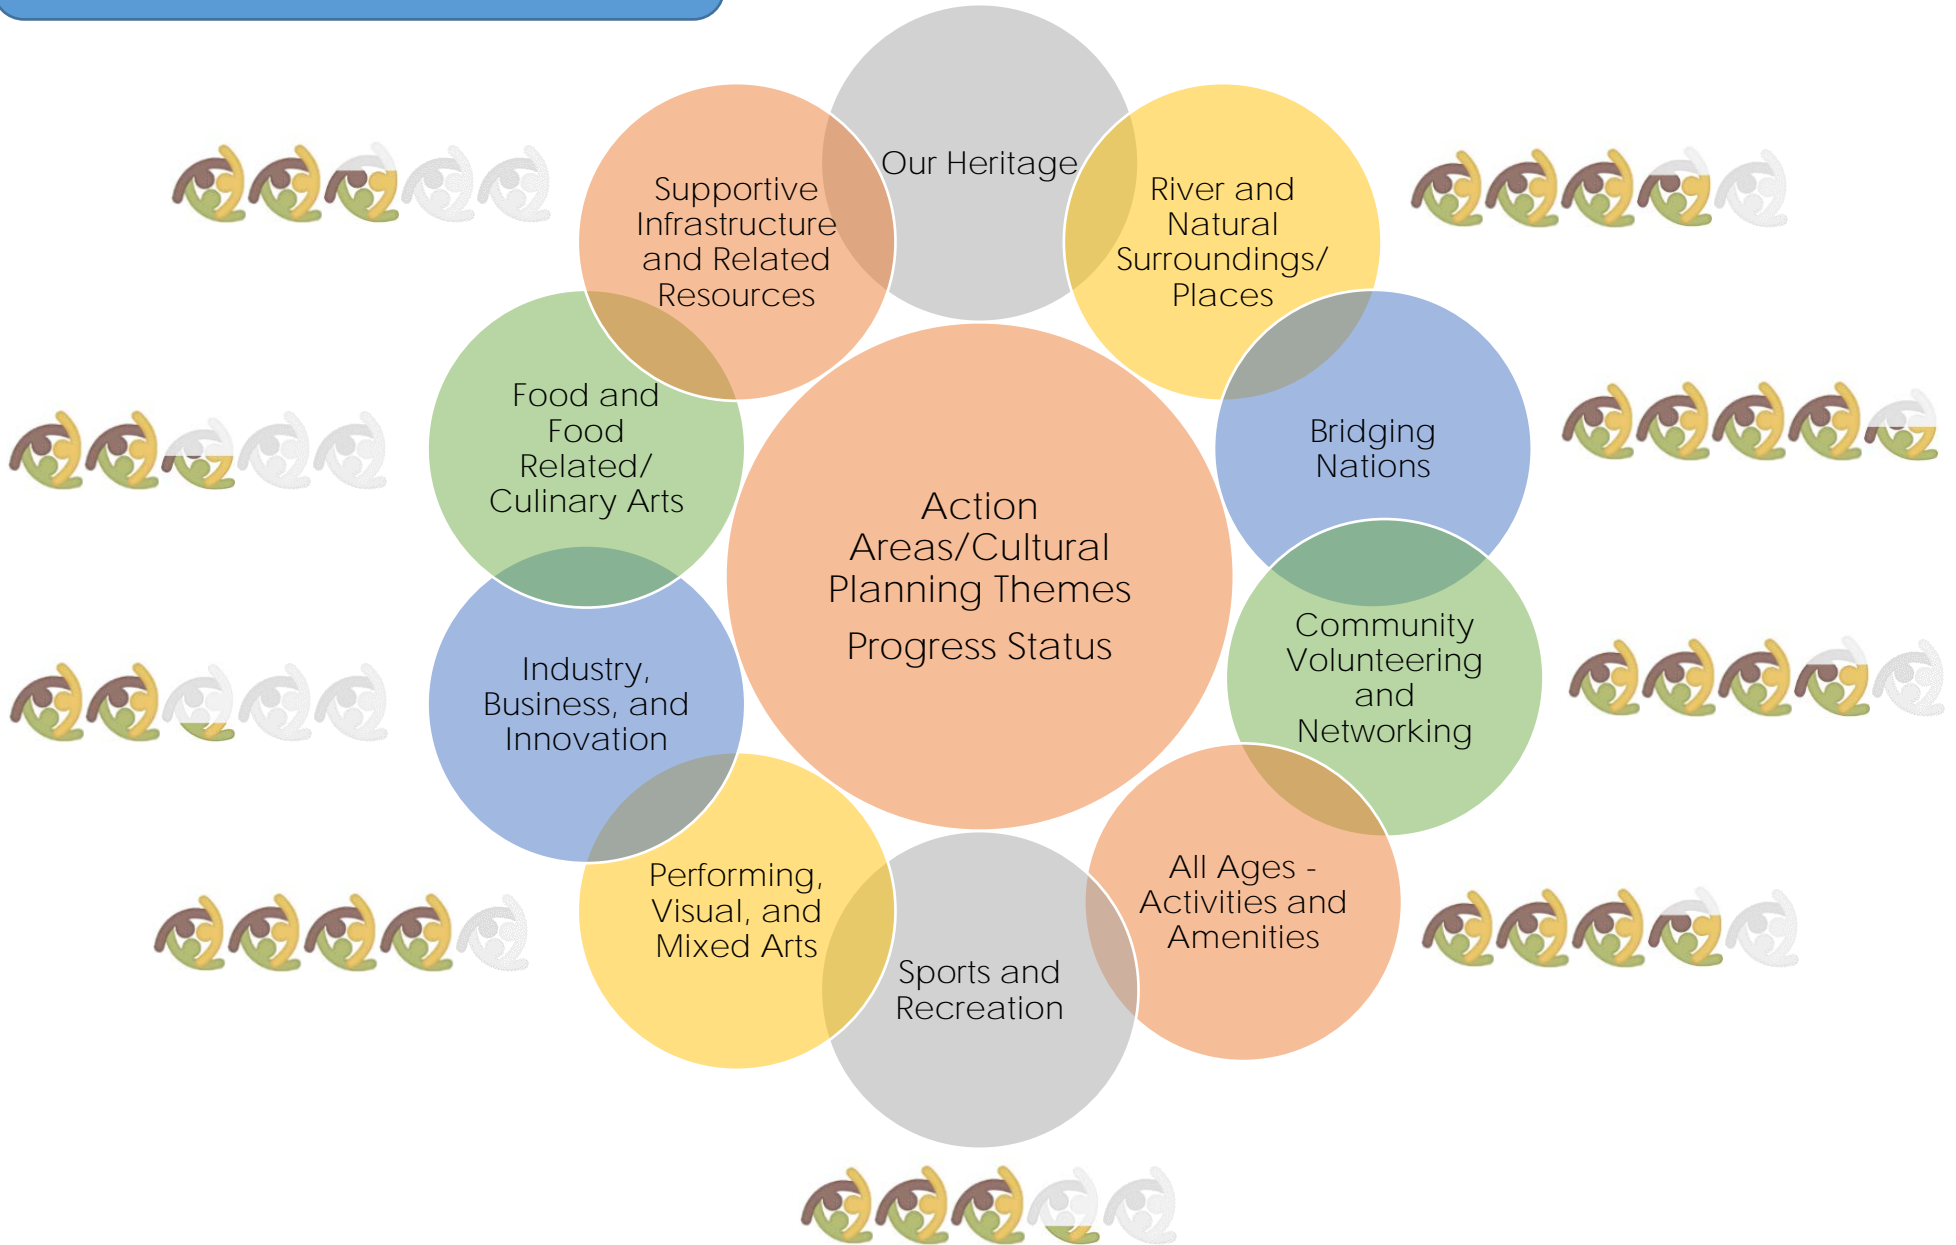 Our Heritage
River and
Natural
Surroundings/
Places
Bridging
Nations
Community
Volunteering
and
Networking
All Ages -
Activities and
Amenities
Sports and
Recreation
Performing,
Visual, and
Mixed Arts
Industry,
Business, and
Innovation
Food and
Food
Related/
Culinary Arts
Supportive
Infrastructure
and Related
Resources
Action
Areas/Cultural
Planning Themes
Progress Status